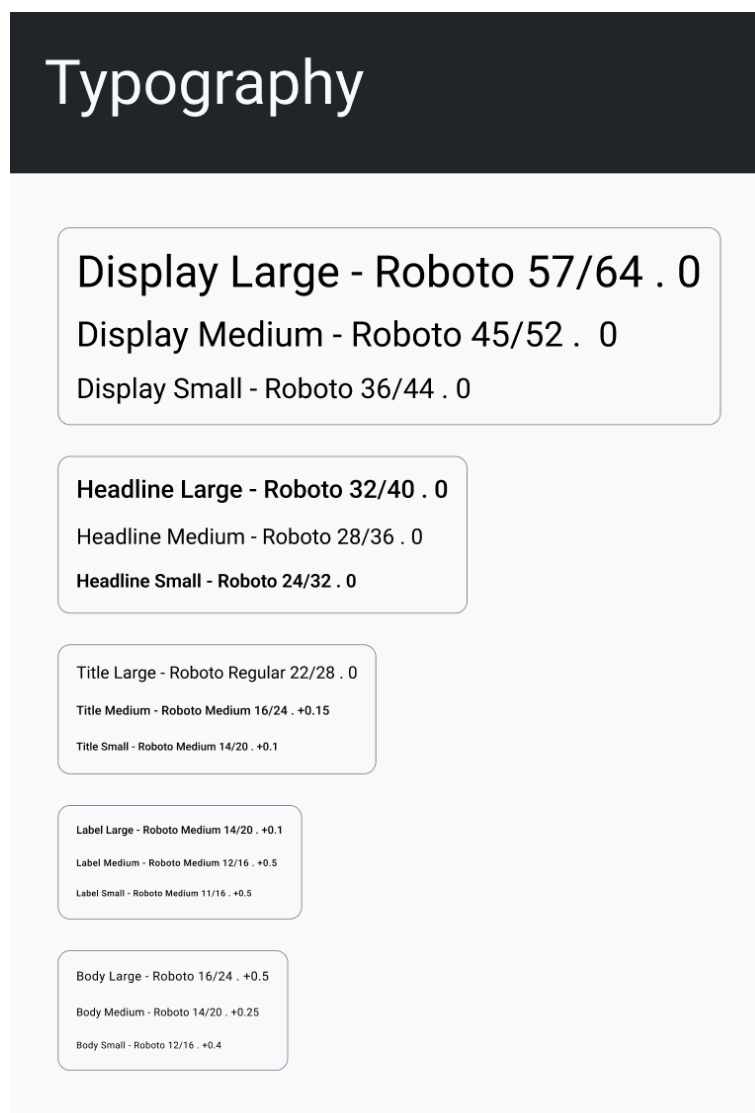 Typography
Display Large - Roboto 57/64 . 0
Display Medium - Roboto 45/52 .  0
Display Small - Roboto 36/44 . 0
Headline Large - Roboto 32/40 . 0
Headline Medium - Roboto 28/36 . 0
Headline Small - Roboto 24/32 . 0
Title Large - Roboto Regular 22/28 . 0
Title Medium - Roboto Medium 16/24 . +0.15
Title Small - Roboto Medium 14/20 . +0.1
Label Large - Roboto Medium 14/20 . +0.1
Label Medium - Roboto Medium 12/16 . +0.5
Label Small - Roboto Medium 11/16 . +0.5
Body Large - Roboto 16/24 . +0.5
Body Medium - Roboto 14/20 . +0.25
Body Small - Roboto 12/16 . +0.4